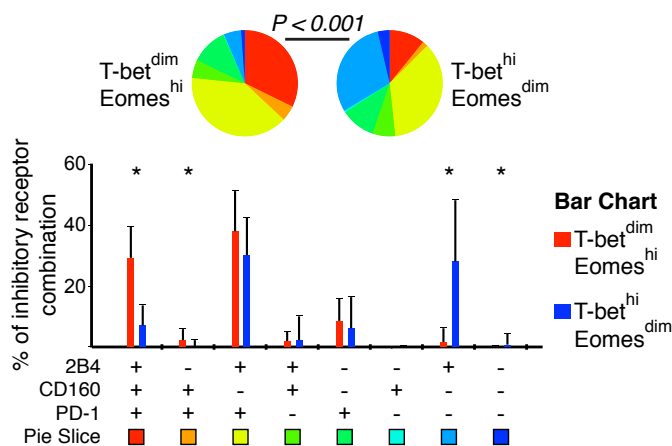 P < 0.001
T-bet^dim
Eomes^hi
T-bet^hi
Eomes^dim
% of inhibitory receptor
combination
60
40
20
* * * *
Bar Chart
T-bet^dim
Eomes^hi
T-bet^hi
Eomes^dim
2B4 + - + + - - + -
CD160 + + - + - + - -
PD-1 + + + - + - - -
Pie Slice